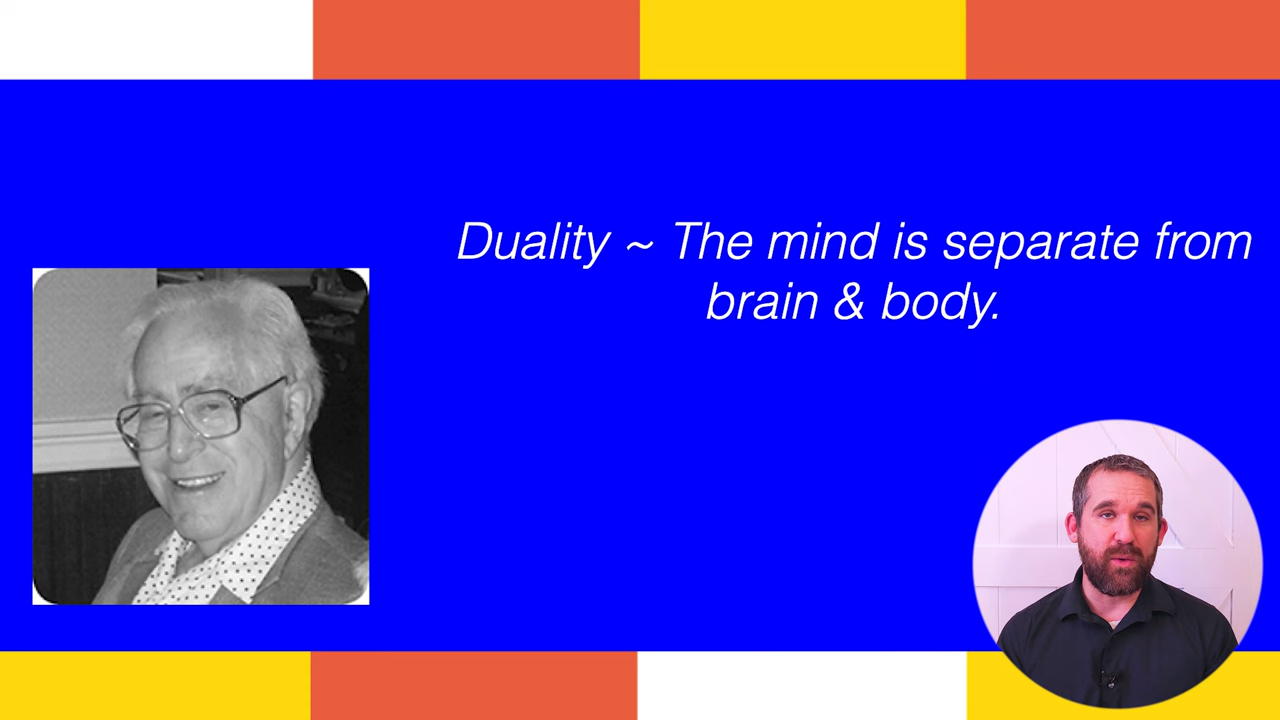 Duality ~ The mind is separate from
brain & body.